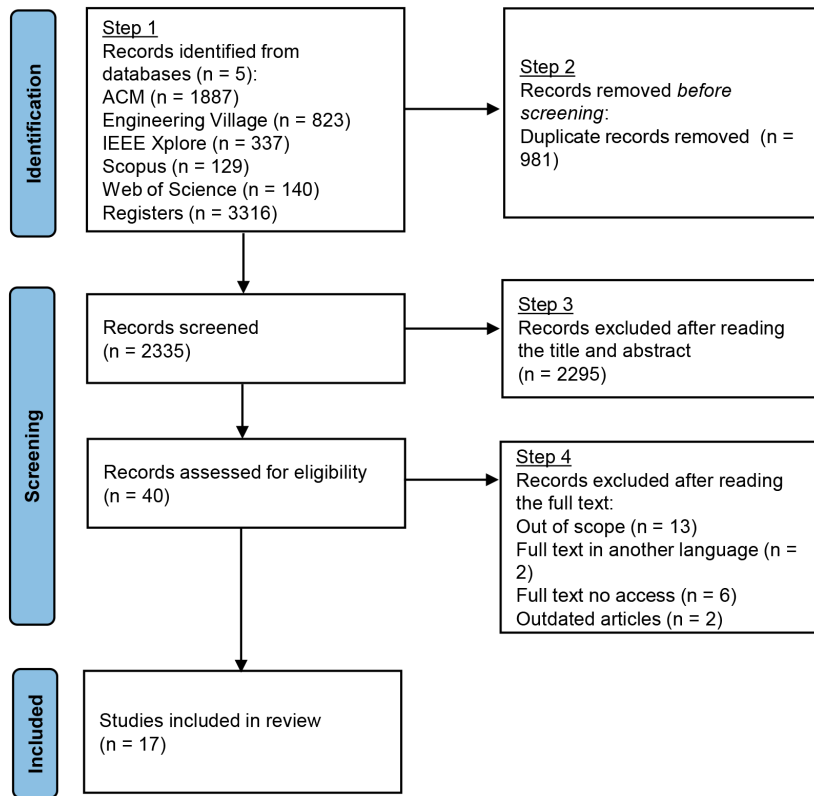 Identification
Step 1
Records identified from
databases (n = 5):
ACM (n = 1887)
Engineering Village (n = 823)
IEEE Xplore (n = 337)
Scopus (n = 129)
Web of Science (n = 140)
Registers (n = 3316)
Step 2
Records removed before
screening:
Duplicate records removed  (n =
981)
Screening
Records screened
(n = 2335)
Step 3
Records excluded after reading
the title and abstract
(n = 2295)
Records assessed for eligibility
(n = 40)
Step 4
Records excluded after reading
the full text:
Out of scope (n = 13)
Full text in another language (n =
2)
Full text no access (n = 6)
Outdated articles (n = 2)
Included
Studies included in review
(n = 17)